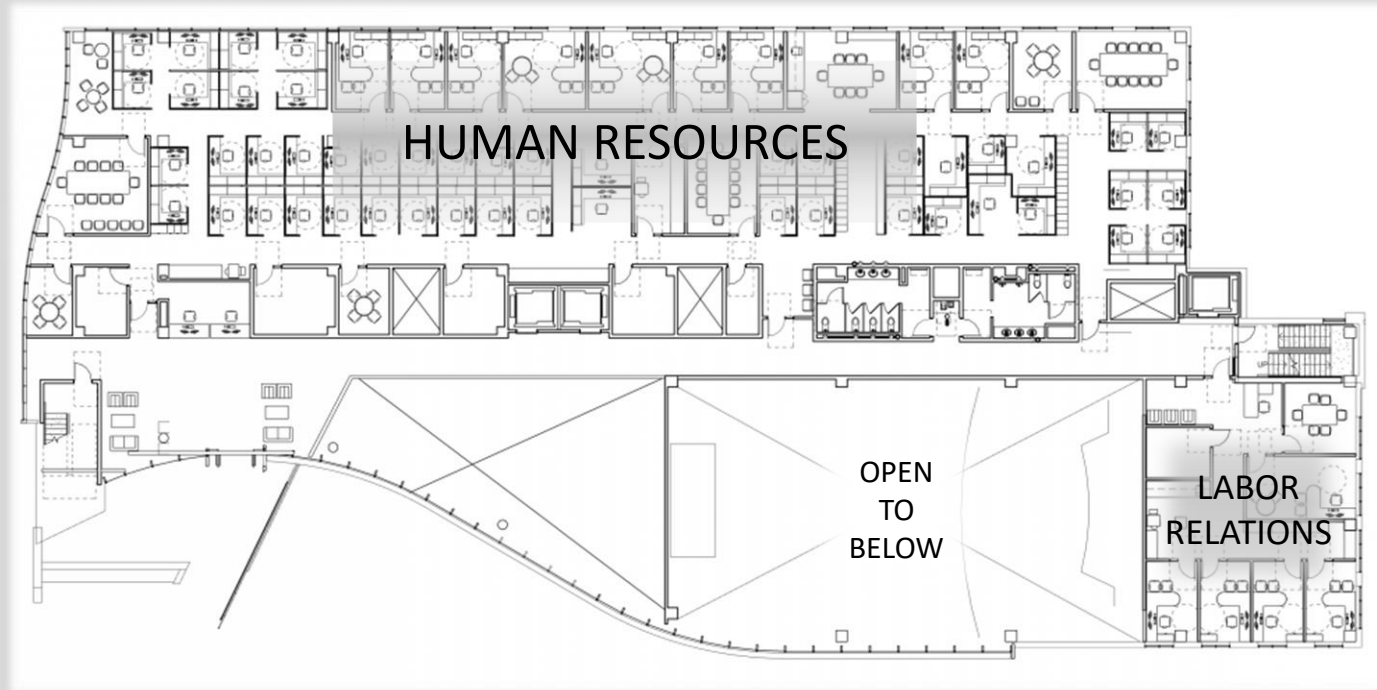 HUMAN RESOURCES
OPEN
TO
BELOW
LABOR
RELATIONS